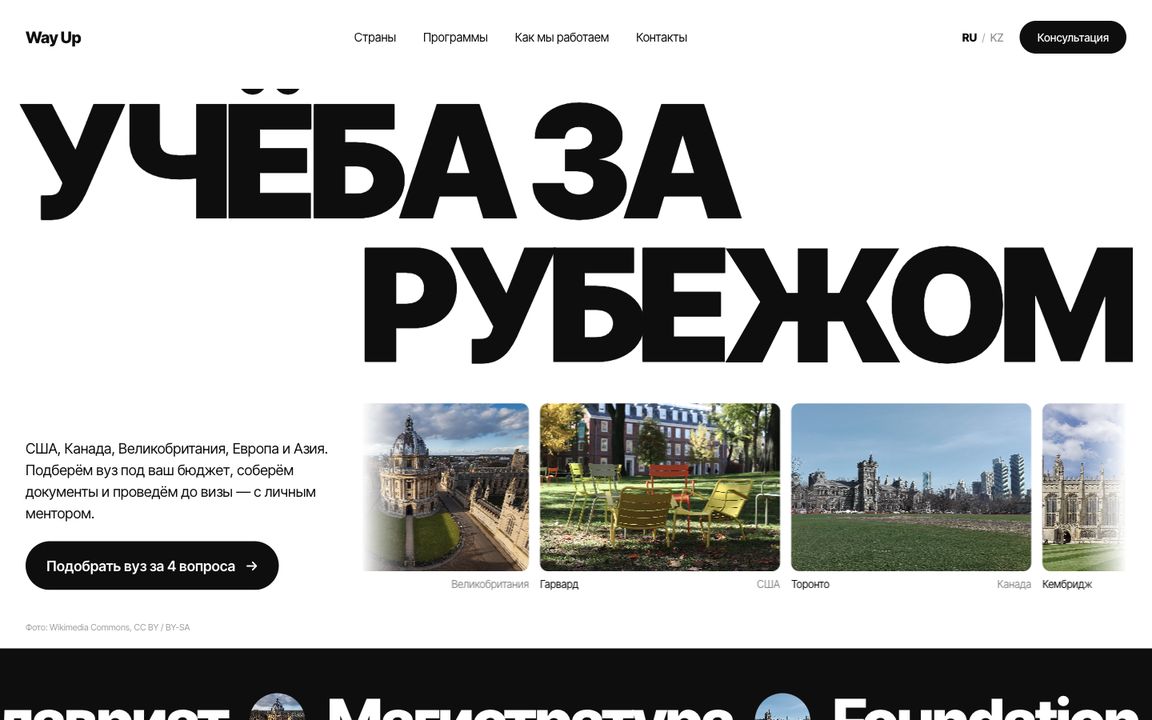 Way Up
Страны
Программы
Как мы работаем
Контакты
RU / KZ
Консультация
УЧЁБА ЗА
РУБЕЖОМ
США, Канада, Великобритания, Европа и Азия.
Подберём вуз под ваш бюджет, соберём
документы и проведём до визы — с личным
ментором.
Подобрать вуз за 4 вопроса →
Великобритания
Гарвард
США
Торонто
Канада
Кембридж
Фото: Wikimedia Commons, CC BY / BY-SA
Магистратура
Foundation